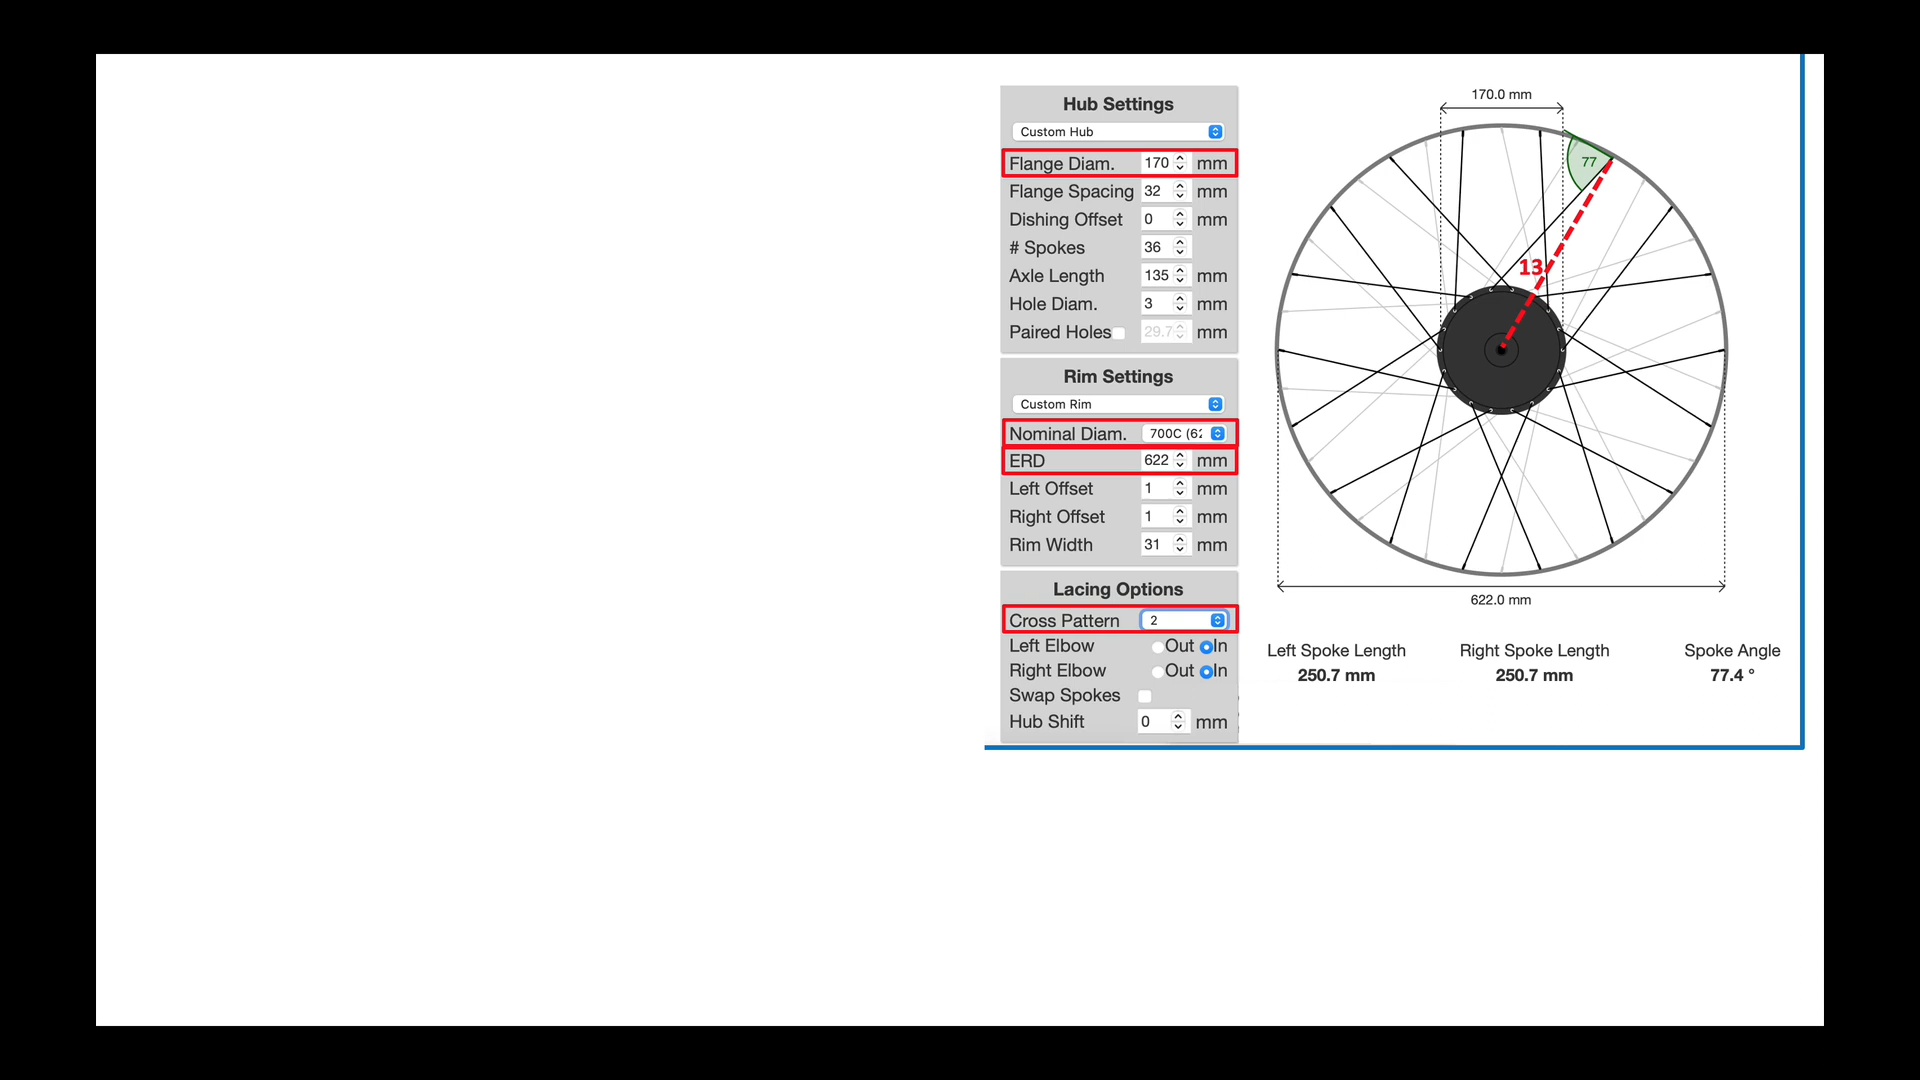 Hub Settings
Custom Hub
Flange Diam. 170 mm
Flange Spacing 32 mm
Dishing Offset 0 mm
# Spokes 36
Axle Length 135 mm
Hole Diam. 3 mm
Paired Holes 29.7 mm
Rim Settings
Custom Rim
Nominal Diam. 700C (62
ERD 622 mm
Left Offset 1 mm
Right Offset 1 mm
Rim Width 31 mm
Lacing Options
Cross Pattern 2
Left Elbow Out In
Right Elbow Out In
Swap Spokes
Hub Shift 0 mm
170.0 mm
77
13
622.0 mm
Left Spoke Length Right Spoke Length Spoke Angle
250.7 mm 250.7 mm 77.4 °